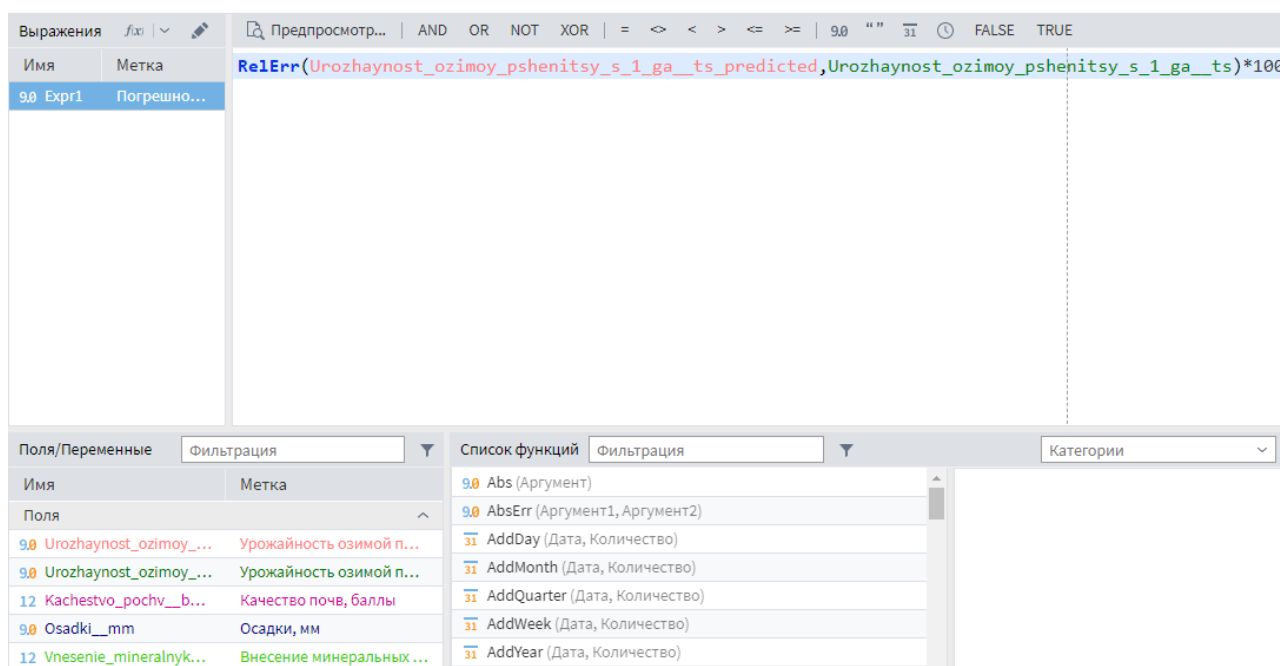 Выражения f(x) Предпросмотр... AND OR NOT XOR = <> < > <= >= 9.0 “ ” 31 FALSE TRUE
Имя Метка
RelErr(Urozhaynost_ozimoy_pshenitsy_s_1_ga__ts_predicted,Urozhaynost_ozimoy_pshenitsy_s_1_ga__ts)*100
9.0 Expr1 Погрешно...
Поля/Переменные Фильтрация
Имя Метка
Поля
9.0 Urozhaynost_ozimoy_... Урожайность озимой п...
9.0 Urozhaynost_ozimoy_... Урожайность озимой п...
12 Kachestvo_pochv__b... Качество почв, баллы
9.0 Osadki__mm Осадки, мм
12 Vnesenie_mineralnyk... Внесение минеральных ...
Список функций Фильтрация Категории
9.0 Abs (Аргумент)
9.0 AbsErr (Аргумент1, Аргумент2)
31 AddDay (Дата, Количество)
31 AddMonth (Дата, Количество)
31 AddQuarter (Дата, Количество)
31 AddWeek (Дата, Количество)
31 AddYear (Дата, Количество)